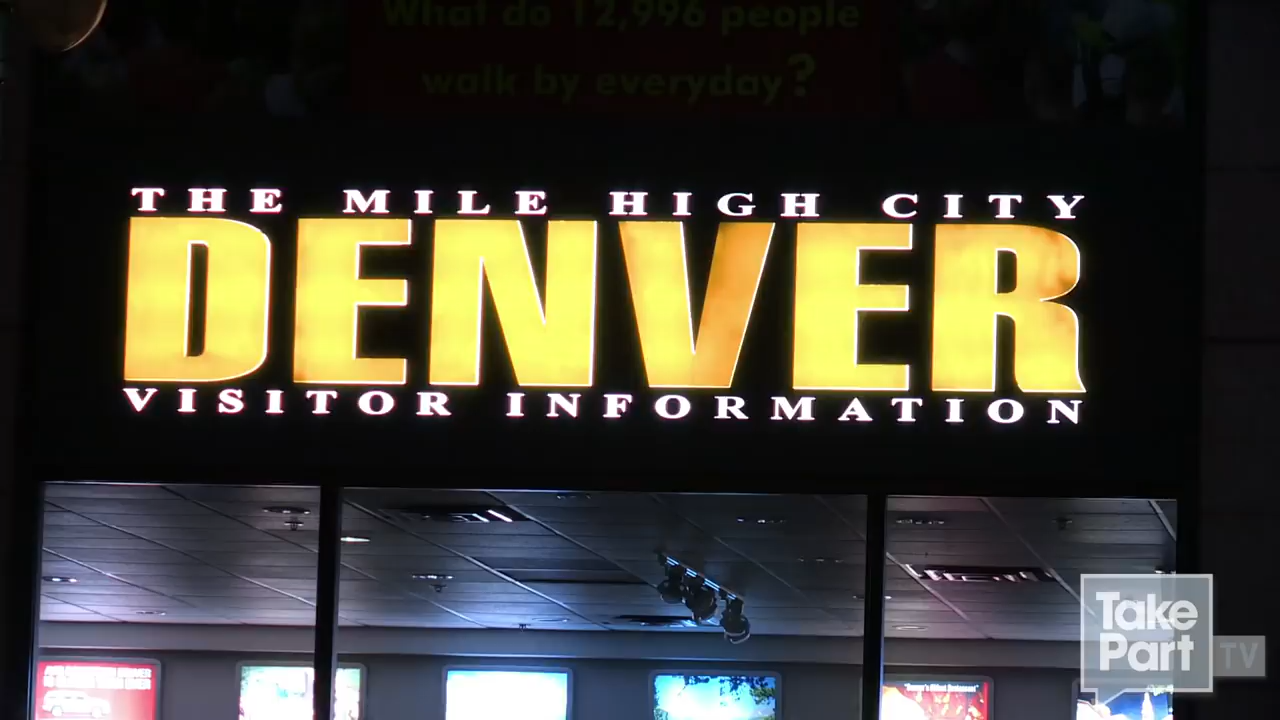 What do 12,996 people
walk by everyday?
THE MILE HIGH CITY
DENVER
VISITOR INFORMATION
Take
Part
TV